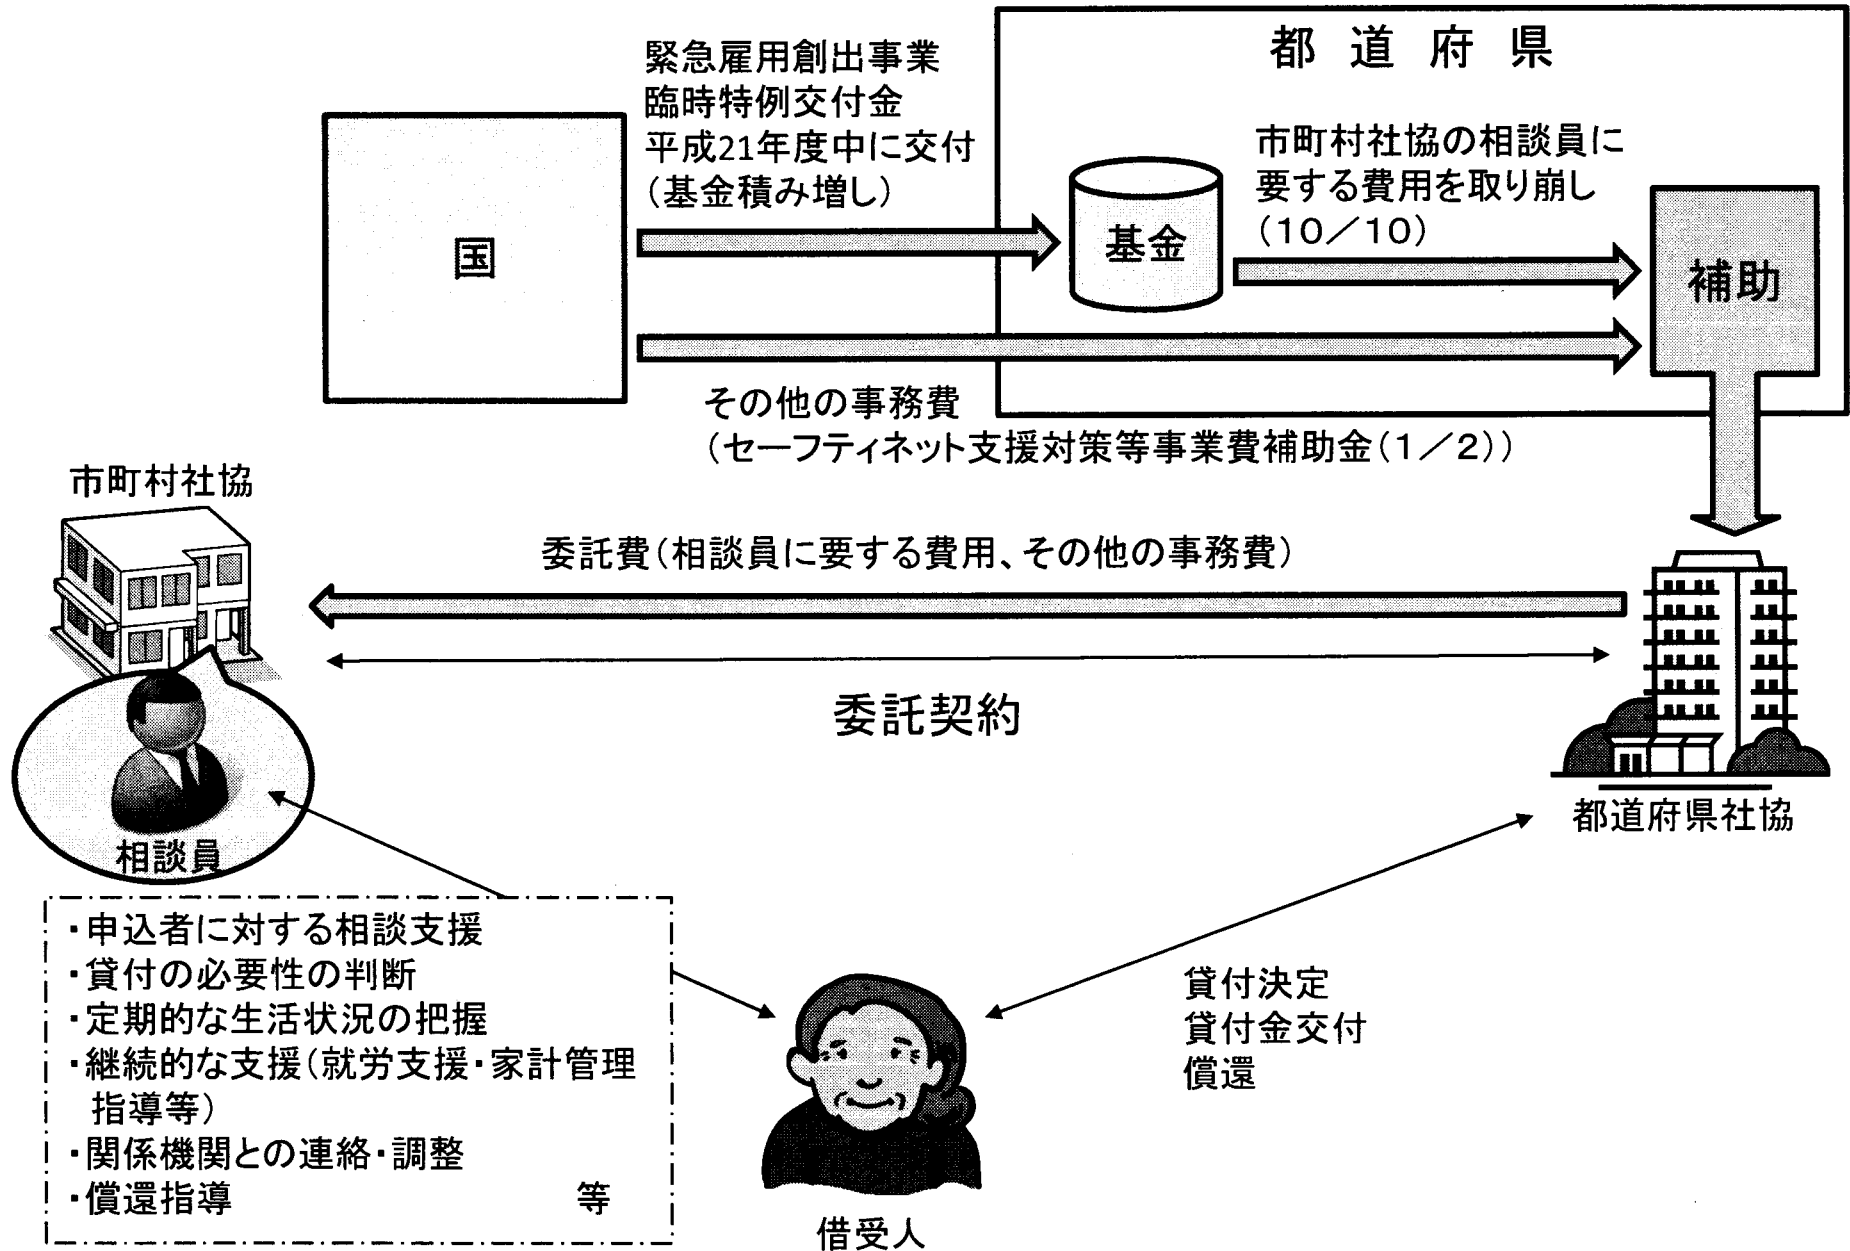 都 道 府 県
緊急雇用創出事業
臨時特例交付金
平成21年度中に交付
(基金積み増し)
市町村社協の相談員に
要する費用を取り崩し
(10/10)
国
基金
補助
その他の事務費
(セーフティネット支援対策等事業費補助金(1/2))
市町村社協
委託費(相談員に要する費用、その他の事務費)
委託契約
都道府県社協
相談員
・申込者に対する相談支援
・貸付の必要性の判断
・定期的な生活状況の把握
・継続的な支援(就労支援・家計管理
指導等)
・関係機関との連絡・調整
・償還指導 等
貸付決定
貸付金交付
償還
借受人